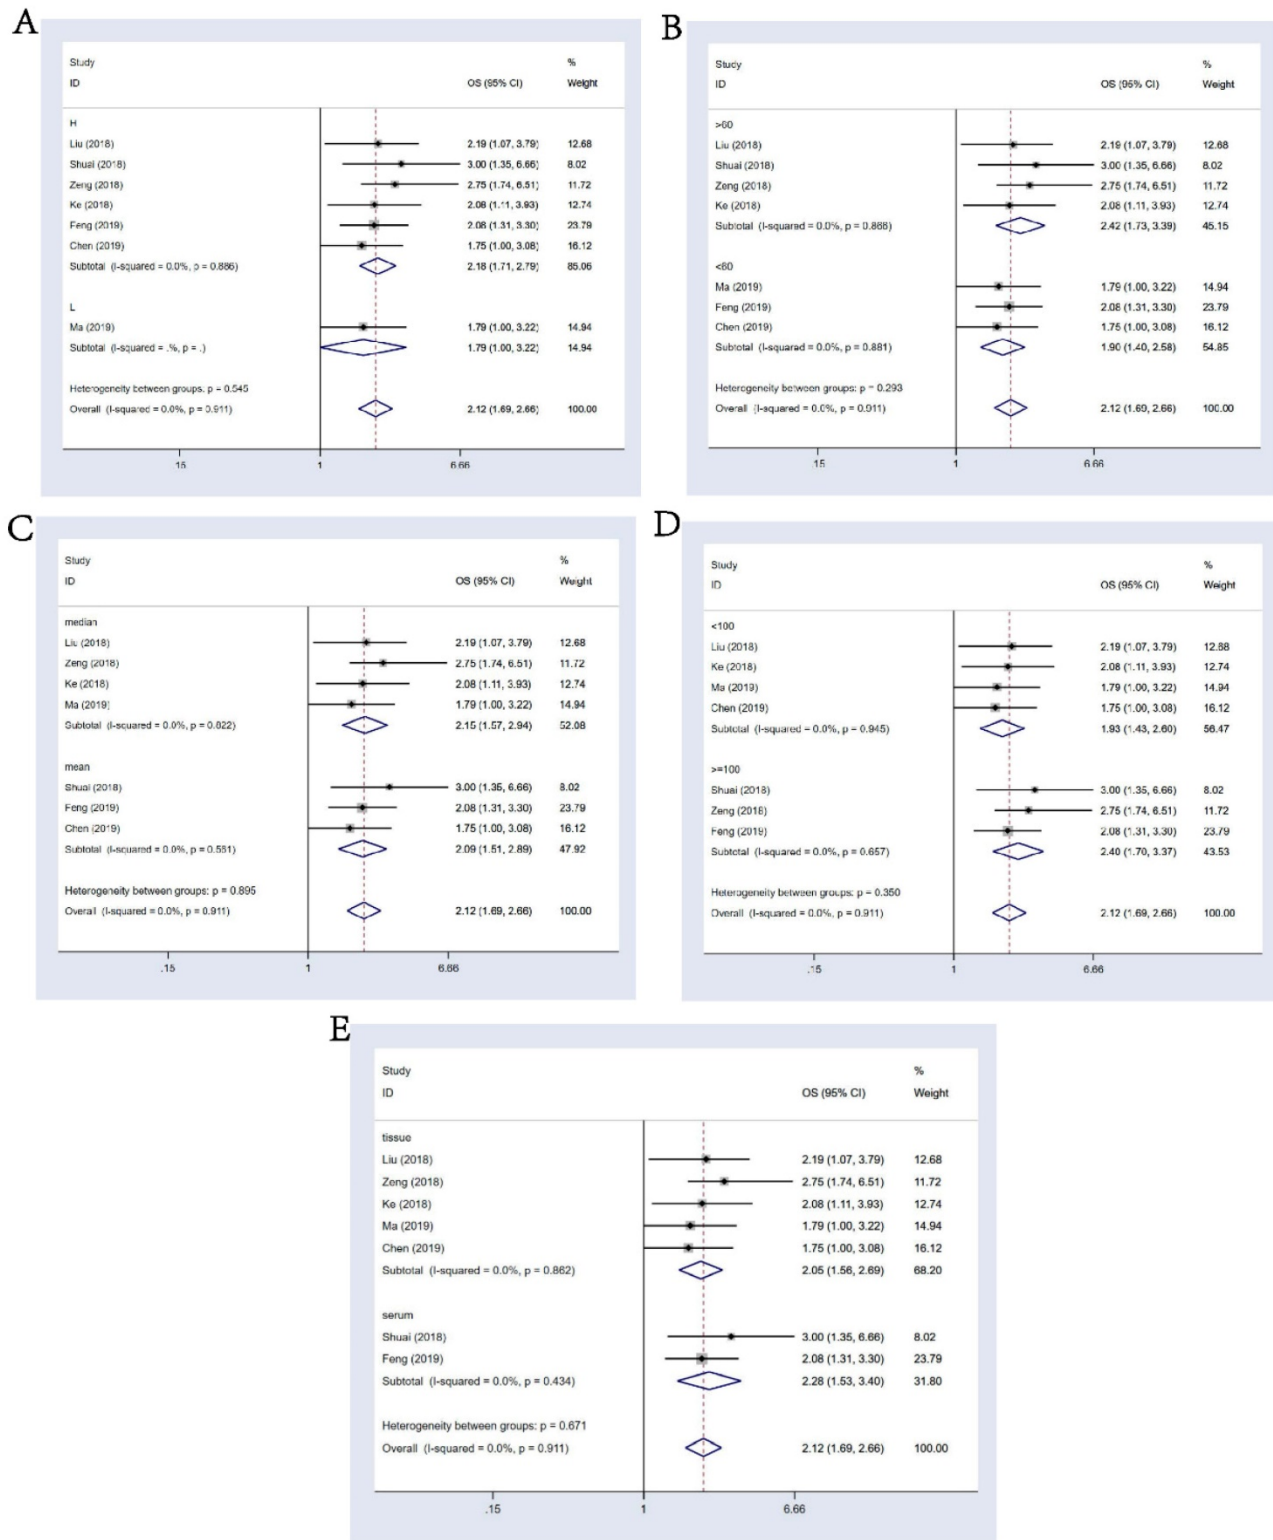 A
Study %
ID OS (95% CI) Weight
H
Liu (2018) 2.19 (1.07, 3.79) 12.68
Shuai (2018) 3.00 (1.35, 6.66) 8.02
Zeng (2018) 2.75 (1.74, 6.51) 11.72
Ke (2018) 2.08 (1.11, 3.93) 12.74
Feng (2019) 2.08 (1.31, 3.30) 23.79
Chen (2019) 1.75 (1.00, 3.08) 16.12
Subtotal (I-squared = 0.0%, p = 0.886) 2.18 (1.71, 2.79) 85.06
L
Ma (2019) 1.79 (1.00, 3.22) 14.94
Subtotal (I-squared = .%, p = .) 1.79 (1.00, 3.22) 14.94
Heterogeneity between groups: p = 0.545
Overall (I-squared = 0.0%, p = 0.911) 2.12 (1.69, 2.66) 100.00
.15 1 6.66
B
Study %
ID OS (95% CI) Weight
>60
Liu (2018) 2.19 (1.07, 3.79) 12.68
Shuai (2018) 3.00 (1.35, 6.66) 8.02
Zeng (2018) 2.75 (1.74, 6.51) 11.72
Ke (2018) 2.08 (1.11, 3.93) 12.74
Subtotal (I-squared = 0.0%, p = 0.868) 2.42 (1.73, 3.39) 45.15
<60
Ma (2019) 1.79 (1.00, 3.22) 14.94
Feng (2019) 2.08 (1.31, 3.30) 23.79
Chen (2019) 1.75 (1.00, 3.08) 16.12
Subtotal (I-squared = 0.0%, p = 0.881) 1.90 (1.40, 2.58) 54.85
Heterogeneity between groups: p = 0.293
Overall (I-squared = 0.0%, p = 0.911) 2.12 (1.69, 2.66) 100.00
.15 1 6.66
C
Study %
ID OS (95% CI) Weight
median
Liu (2018) 2.19 (1.07, 3.79) 12.68
Zeng (2018) 2.75 (1.74, 6.51) 11.72
Ke (2018) 2.08 (1.11, 3.93) 12.74
Ma (2019) 1.79 (1.00, 3.22) 14.94
Subtotal (I-squared = 0.0%, p = 0.822) 2.15 (1.57, 2.94) 52.08
mean
Shuai (2018) 3.00 (1.35, 6.66) 8.02
Feng (2019) 2.08 (1.31, 3.30) 23.79
Chen (2019) 1.75 (1.00, 3.08) 16.12
Subtotal (I-squared = 0.0%, p = 0.551) 2.09 (1.51, 2.89) 47.92
Heterogeneity between groups: p = 0.895
Overall (I-squared = 0.0%, p = 0.911) 2.12 (1.69, 2.66) 100.00
.15 1 6.66
D
Study %
ID OS (95% CI) Weight
<100
Liu (2018) 2.19 (1.07, 3.79) 12.68
Ke (2018) 2.08 (1.11, 3.93) 12.74
Ma (2019) 1.79 (1.00, 3.22) 14.94
Chen (2019) 1.75 (1.00, 3.08) 16.12
Subtotal (I-squared = 0.0%, p = 0.945) 1.93 (1.43, 2.60) 56.47
>=100
Shuai (2018) 3.00 (1.35, 6.66) 8.02
Zeng (2018) 2.75 (1.74, 6.51) 11.72
Feng (2019) 2.08 (1.31, 3.30) 23.79
Subtotal (I-squared = 0.0%, p = 0.657) 2.40 (1.70, 3.37) 43.53
Heterogeneity between groups: p = 0.350
Overall (I-squared = 0.0%, p = 0.911) 2.12 (1.69, 2.66) 100.00
.15 1 6.66
E
Study %
ID OS (95% CI) Weight
tissue
Liu (2018) 2.19 (1.07, 3.79) 12.68
Zeng (2018) 2.75 (1.74, 6.51) 11.72
Ke (2018) 2.08 (1.11, 3.93) 12.74
Ma (2019) 1.79 (1.00, 3.22) 14.94
Chen (2019) 1.75 (1.00, 3.08) 16.12
Subtotal (I-squared = 0.0%, p = 0.862) 2.05 (1.56, 2.69) 68.20
serum
Shuai (2018) 3.00 (1.35, 6.66) 8.02
Feng (2019) 2.08 (1.31, 3.30) 23.79
Subtotal (I-squared = 0.0%, p = 0.434) 2.28 (1.53, 3.40) 31.80
Heterogeneity between groups: p = 0.671
Overall (I-squared = 0.0%, p = 0.911) 2.12 (1.69, 2.66) 100.00
.15 1 6.66